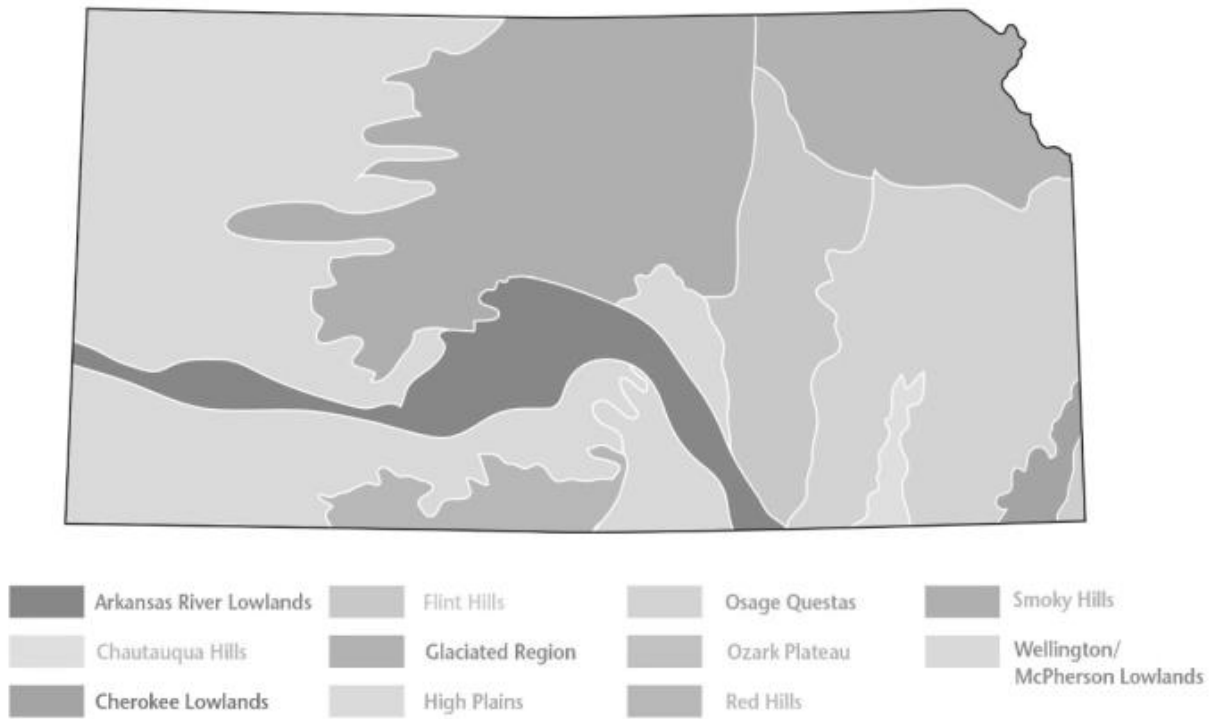 Arkansas River Lowlands
Chautauqua Hills
Cherokee Lowlands
Flint Hills
Glaciated Region
High Plains
Osage Questas
Ozark Plateau
Red Hills
Smoky Hills
Wellington/
McPherson Lowlands